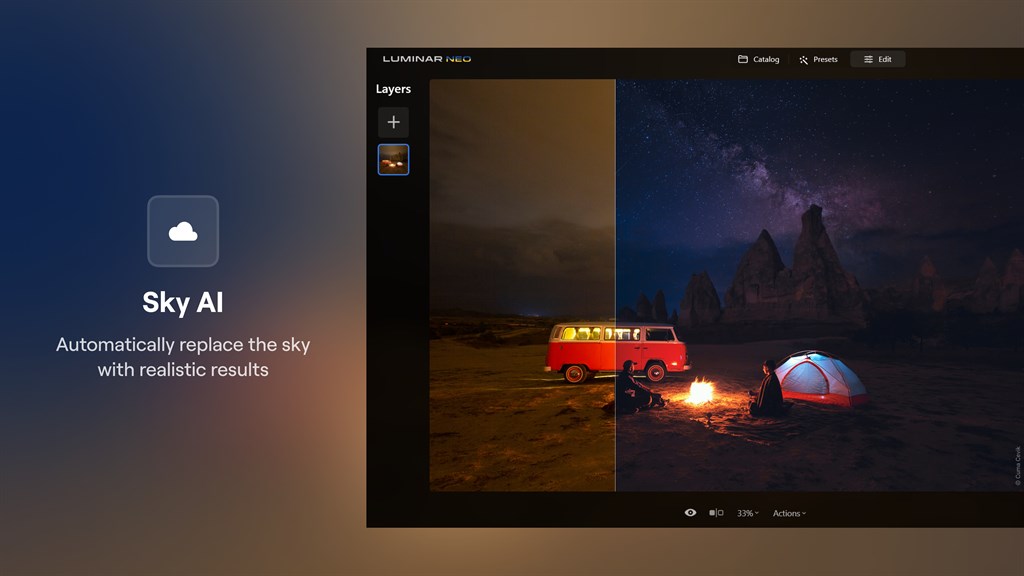 LUMINAR NEO
Catalog
Presets
Edit
Layers
Sky AI
Automatically replace the sky
with realistic results
33%
Actions
© Cuma Cevik